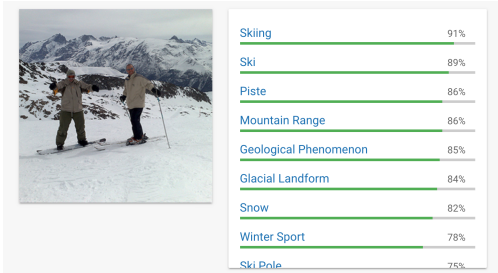 Skiing 91%
Ski 89%
Piste 86%
Mountain Range 86%
Geological Phenomenon 85%
Glacial Landform 84%
Snow 82%
Winter Sport 78%
Ski Pole 75%